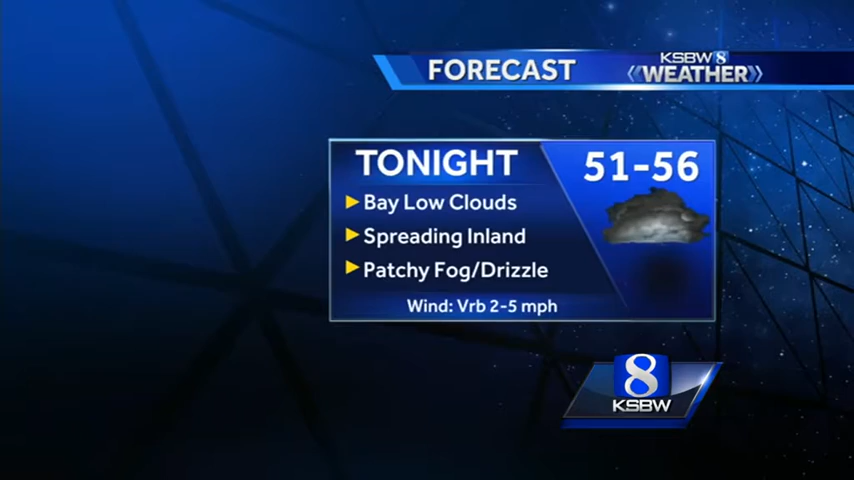 FORECAST
KSBW 8
WEATHER
TONIGHT
51-56
Bay Low Clouds
Spreading Inland
Patchy Fog/Drizzle
Wind: Vrb 2-5 mph
8
KSBW